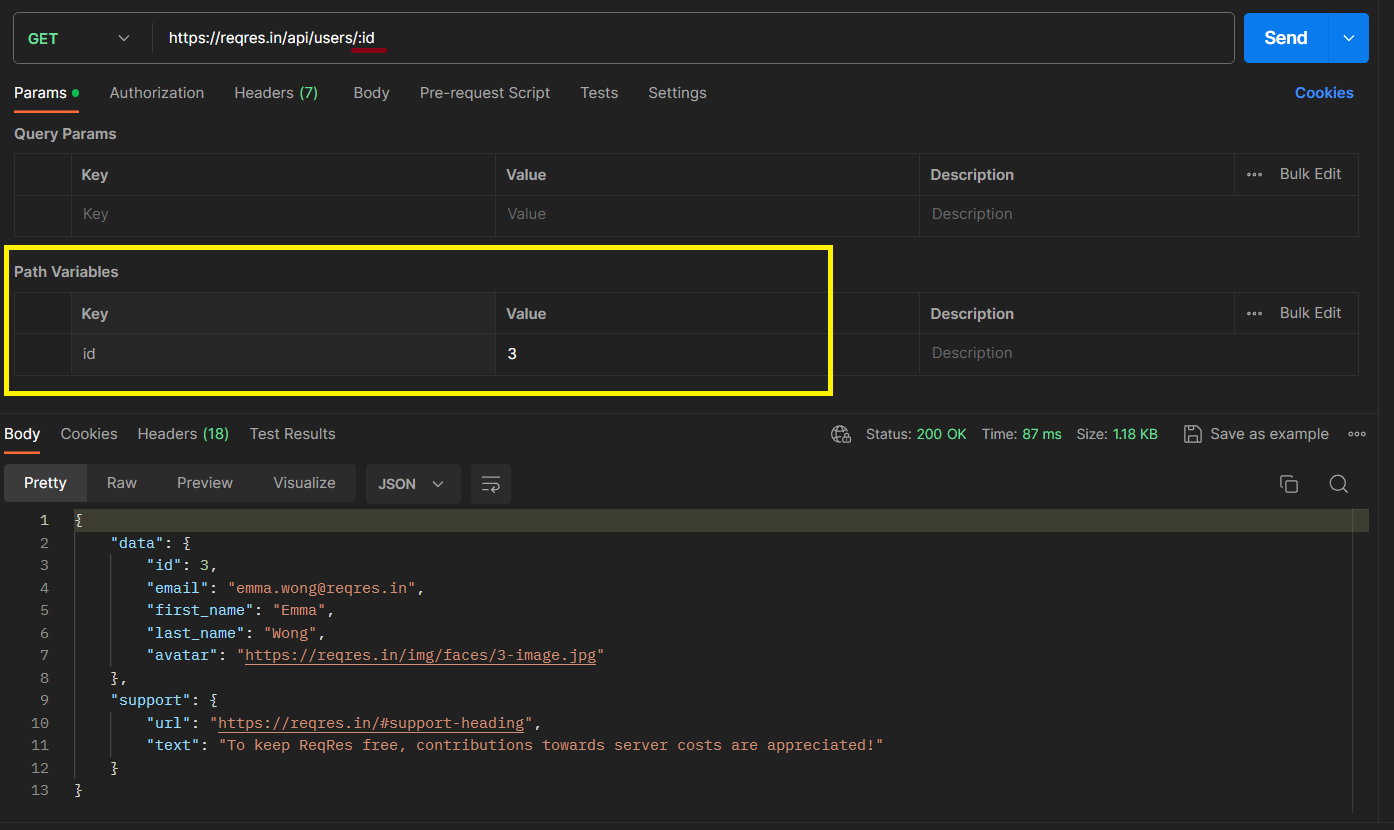 GET https://reqres.in/api/users/:id Send
Params Authorization Headers (7) Body Pre-request Script Tests Settings Cookies
Query Params
Key Value Description ••• Bulk Edit
Key Value Description
Path Variables
Key Value Description ••• Bulk Edit
id 3 Description
Body Cookies Headers (18) Test Results Status: 200 OK Time: 87 ms Size: 1.18 KB Save as example •••
Pretty Raw Preview Visualize JSON
1 {
2 "data": {
3 "id": 3,
4 "email": "emma.wong@reqres.in",
5 "first_name": "Emma",
6 "last_name": "Wong",
7 "avatar": "https://reqres.in/img/faces/3-image.jpg"
8 },
9 "support": {
10 "url": "https://reqres.in/#support-heading",
11 "text": "To keep ReqRes free, contributions towards server costs are appreciated!"
12 }
13 }